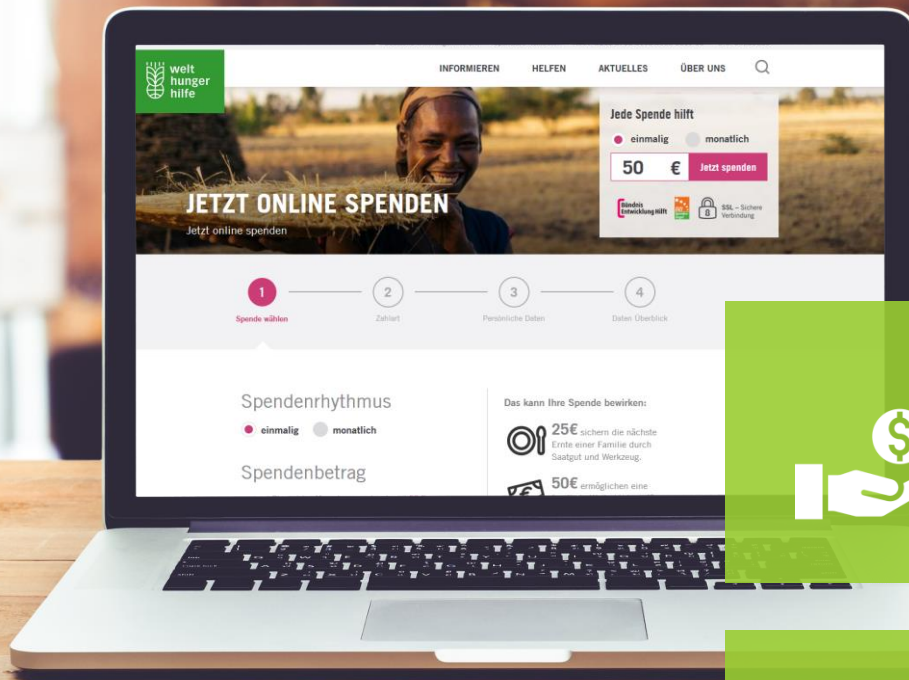 welt
hunger
hilfe
INFORMIEREN HELFEN AKTUELLES ÜBER UNS
Jede Spende hilft
einmalig monatlich
50 € Jetzt spenden
Bündnis
Entwicklung Hilft
SSL – Sichere
Verbindung
JETZT ONLINE SPENDEN
Jetzt online spenden
1 2 3 4
Spende wählen Zahlart Persönliche Daten Daten Überblick
Spendenrhythmus
einmalig monatlich
Spendenbetrag
Das kann Ihre Spende bewirken:
25€ sichern die nächste
Ernte einer Familie durch
Saatgut und Werkzeug.
50€ ermöglichen eine
$